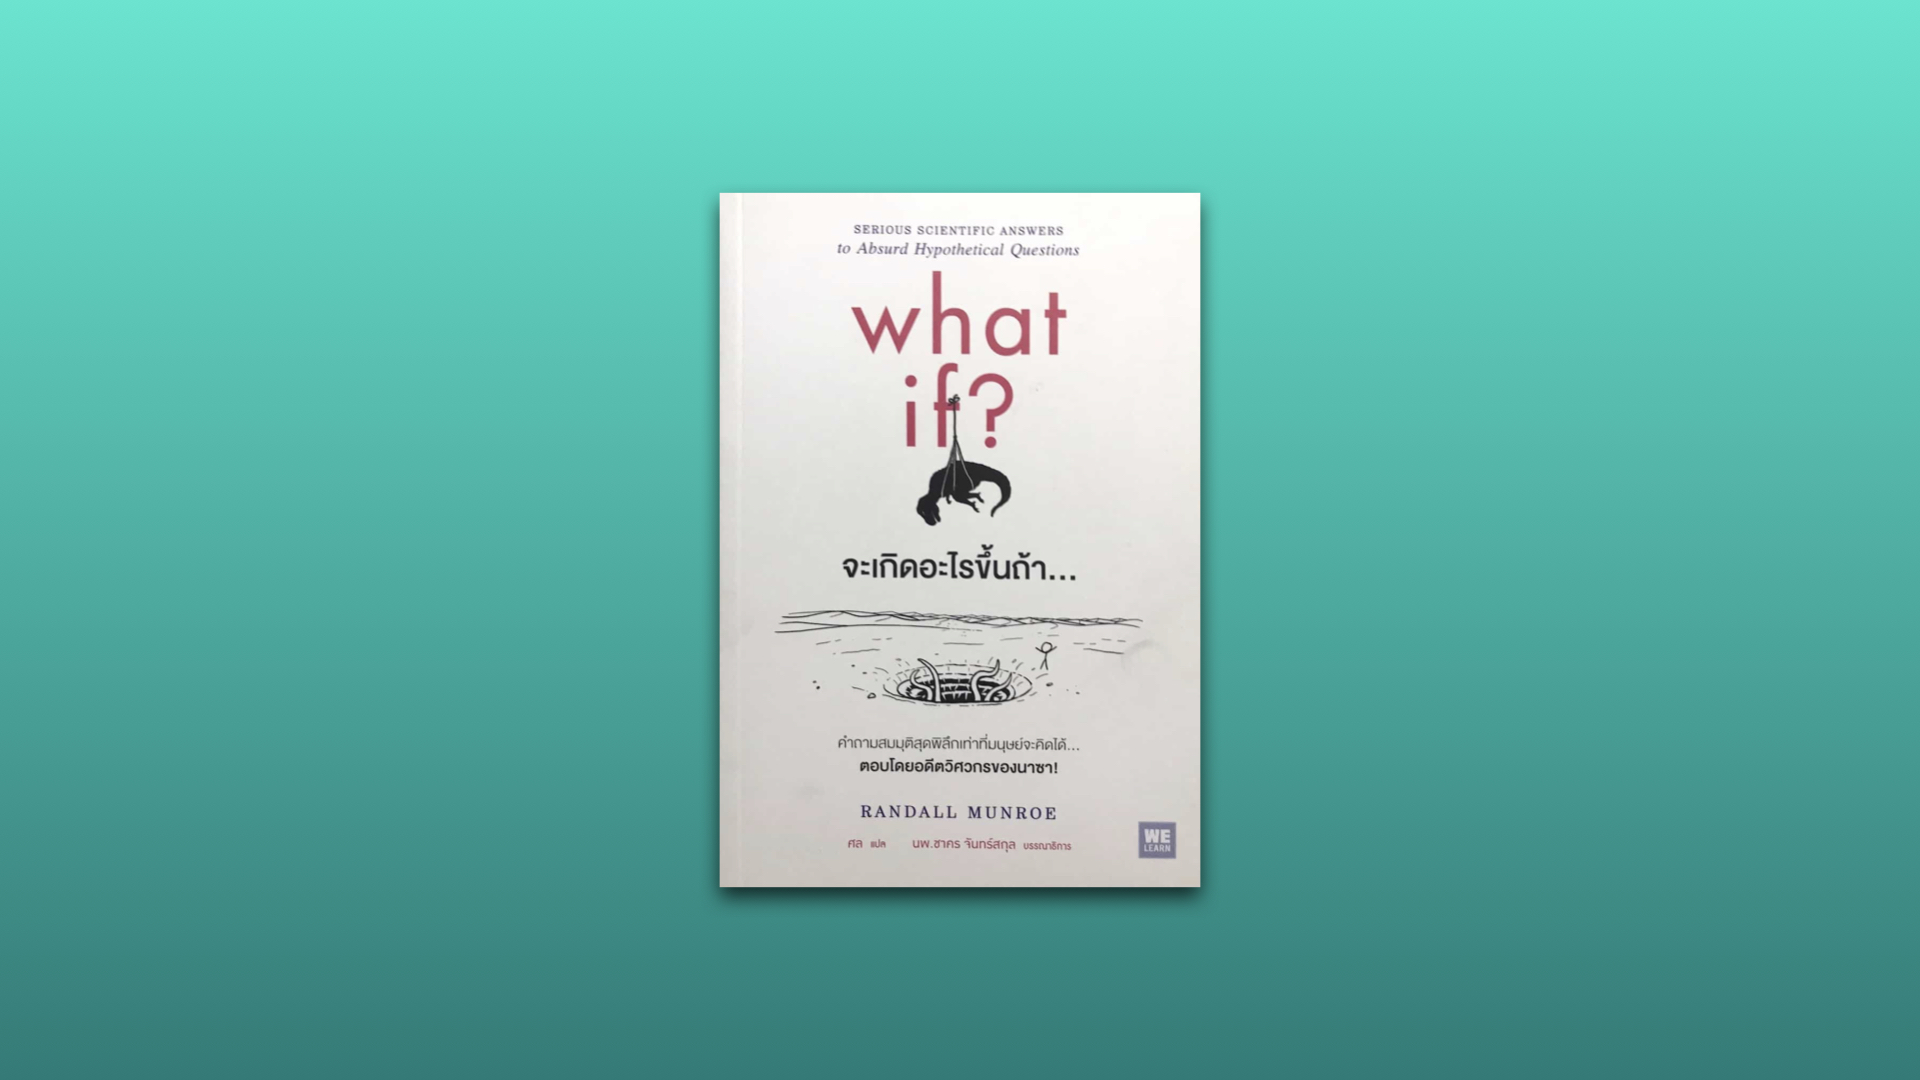 SERIOUS SCIENTIFIC ANSWERS
to Absurd Hypothetical Questions
what
if?
จะเกิดอะไรขึ้นถ้า...
คำถามสมมุติสุดพิลึกเท่าที่มนุษย์จะคิดได้...
ตอบโดยอดีตวิศวกรของนาซา!
RANDALL MUNROE
ศล แปล นพ.ชาคร จันทร์สกุล บรรณาธิการ
WE
LEARN